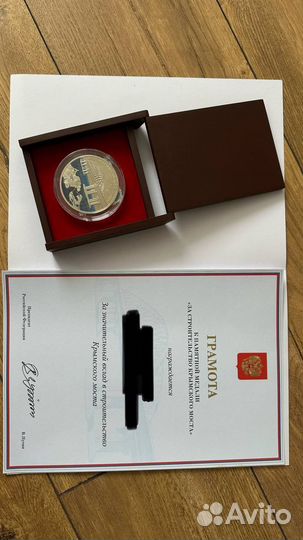 ГРАМОТА
К ПАМЯТНОЙ МЕДАЛИ
«ЗА СТРОИТЕЛЬСТВО КРЫМСКОГО МОСТА»
награждается
За значительный вклад в строительство
Крымского моста
Президент
Российской Федерации
В.Путин
Avito